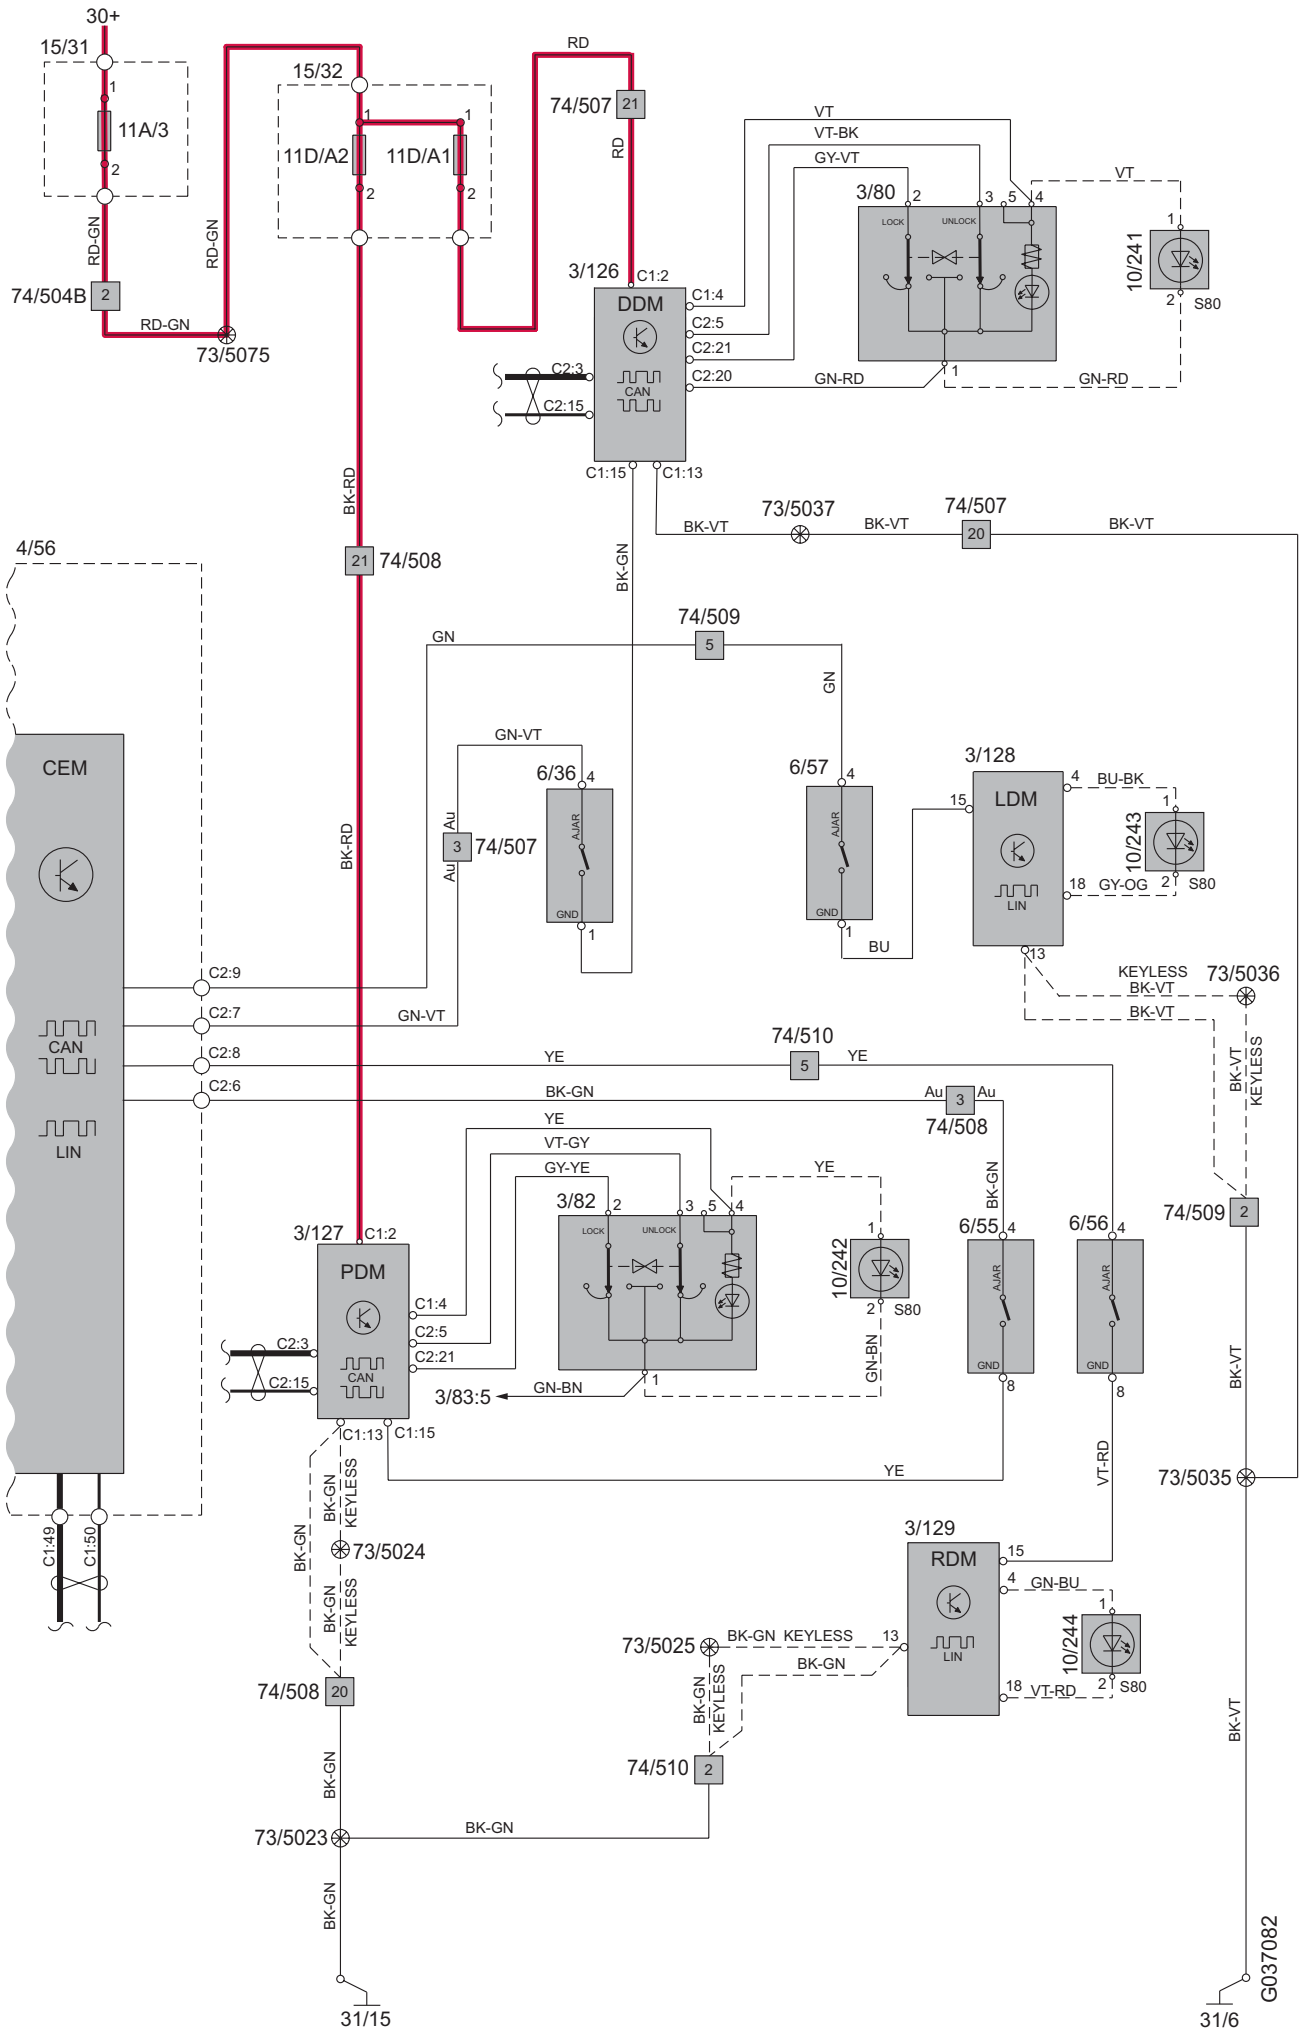 30+
15/31
1
11A/3
2
RD-GN
74/504B
2
RD-GN
RD-GN
73/5075
15/32
1
1
11D/A2
11D/A1
2
2
RD
74/507
21
RD
3/126
C1:2
DDM
CAN
C1:4
C2:5
C2:21
C2:20
C2:3
C2:15
C1:15
C1:13
VT
VT-BK
GY-VT
3/80
2
3
5
4
LOCK
UNLOCK
1
GN-RD
VT
1
10/241
2
S80
GN-RD
BK-RD
21
74/508
BK-GN
BK-VT
73/5037
BK-VT
74/507
20
BK-VT
4/56
CEM
CAN
LIN
C2:9
C2:7
C2:8
C2:6
C1:49
C1:50
GN
74/509
5
GN
GN-VT
6/36
4
AJAR
GND
1
Au
3
74/507
Au
GN-VT
BK-RD
6/57
4
AJAR
GND
1
BU
3/128
LDM
LIN
15
4
BU-BK
1
10/243
18
GY-OG
2
S80
13
KEYLESS
BK-VT
73/5036
BK-VT
BK-VT
KEYLESS
74/509
2
YE
74/510
5
YE
BK-GN
Au
3
Au
74/508
BK-GN
YE
VT-GY
GY-YE
3/82
2
3
5
4
LOCK
UNLOCK
1
YE
1
10/242
2
S80
GN-BN
6/55
4
AJAR
GND
8
6/56
4
AJAR
GND
8
3/127
C1:2
PDM
CAN
C1:4
C2:5
C2:21
C2:3
C2:15
3/83:5
GN-BN
C1:13
C1:15
YE
VT-RD
BK-VT
73/5035
BK-GN
BK-GN
KEYLESS
73/5024
BK-GN
KEYLESS
74/508
20
BK-GN
3/129
RDM
LIN
15
4
GN-BU
1
10/244
18
VT-RD
2
S80
13
73/5025
BK-GN KEYLESS
BK-GN
BK-GN
KEYLESS
74/510
2
BK-VT
73/5023
BK-GN
BK-GN
31/15
31/6
G037082